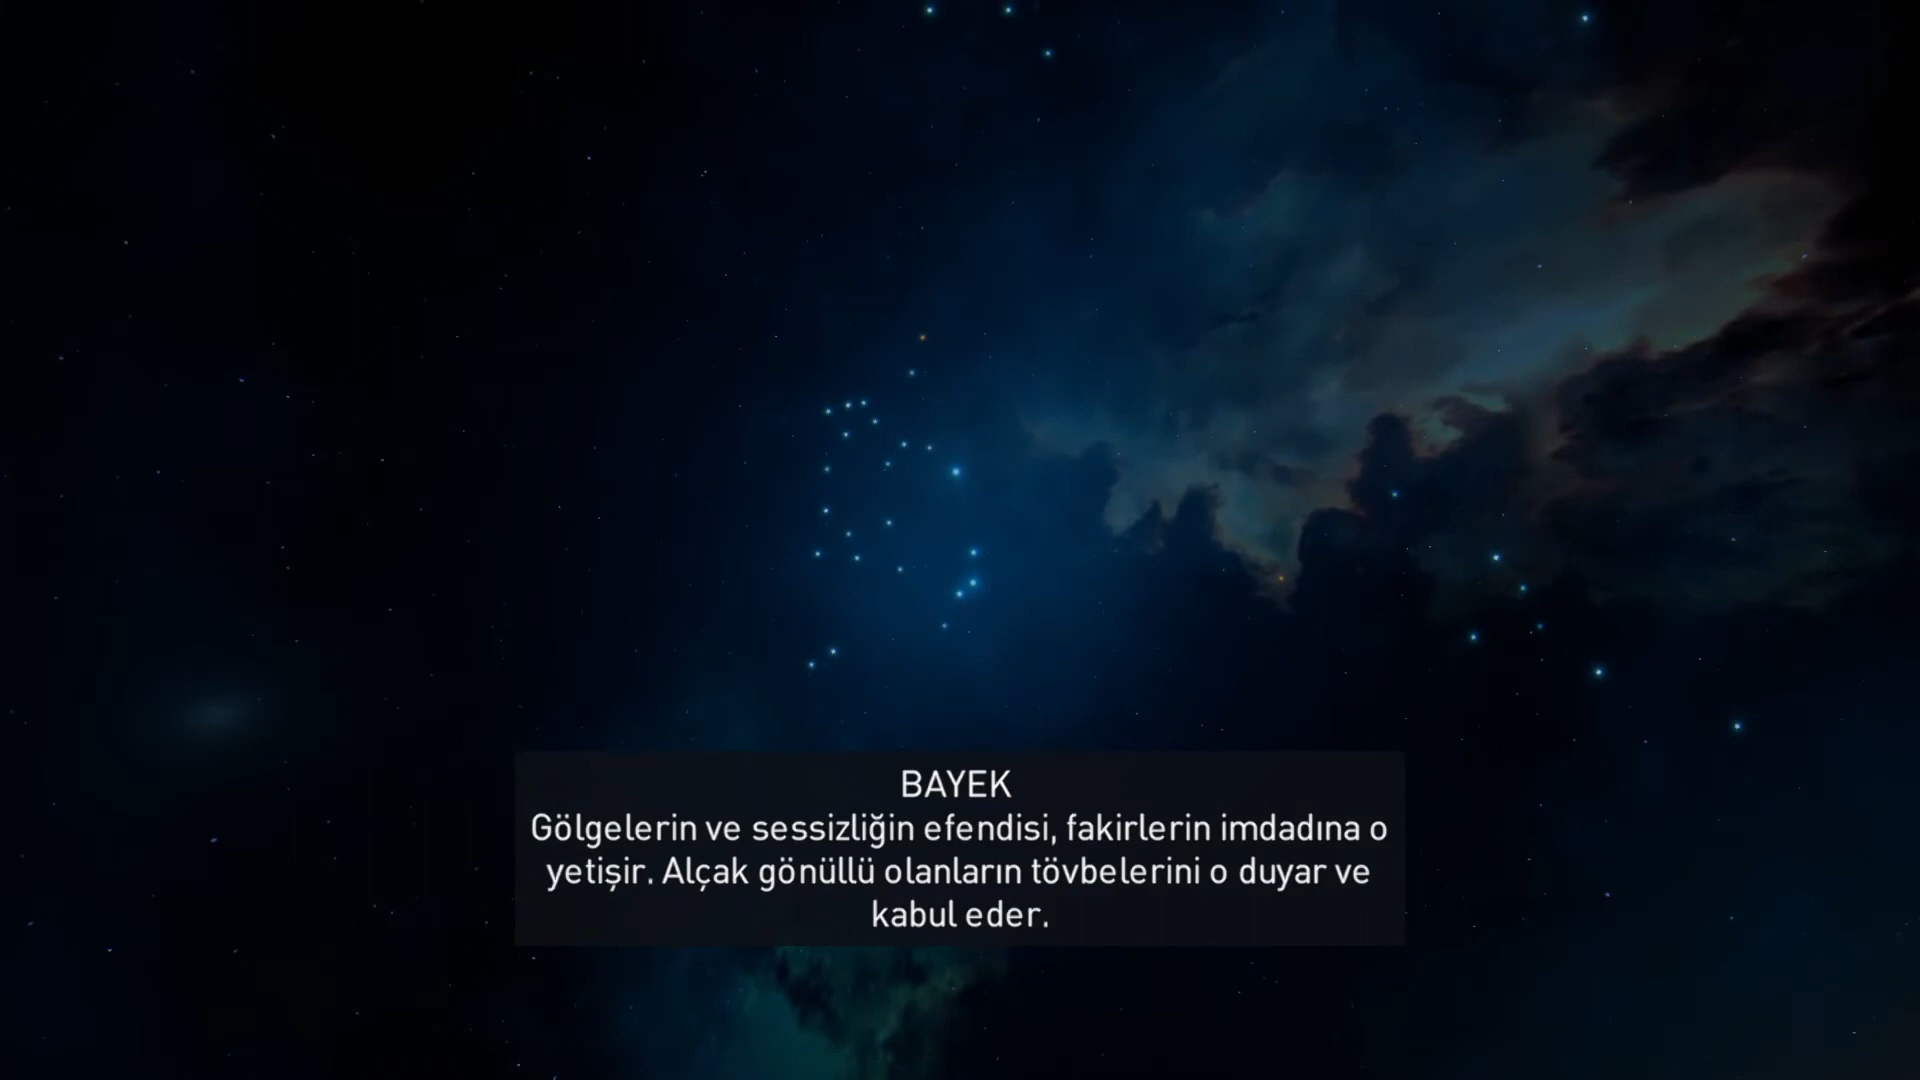 BAYEK
Gölgelerin ve sessizliğin efendisi, fakirlerin imdadına o
yetişir. Alçak gönüllü olanların tövbelerini o duyar ve
kabul eder.